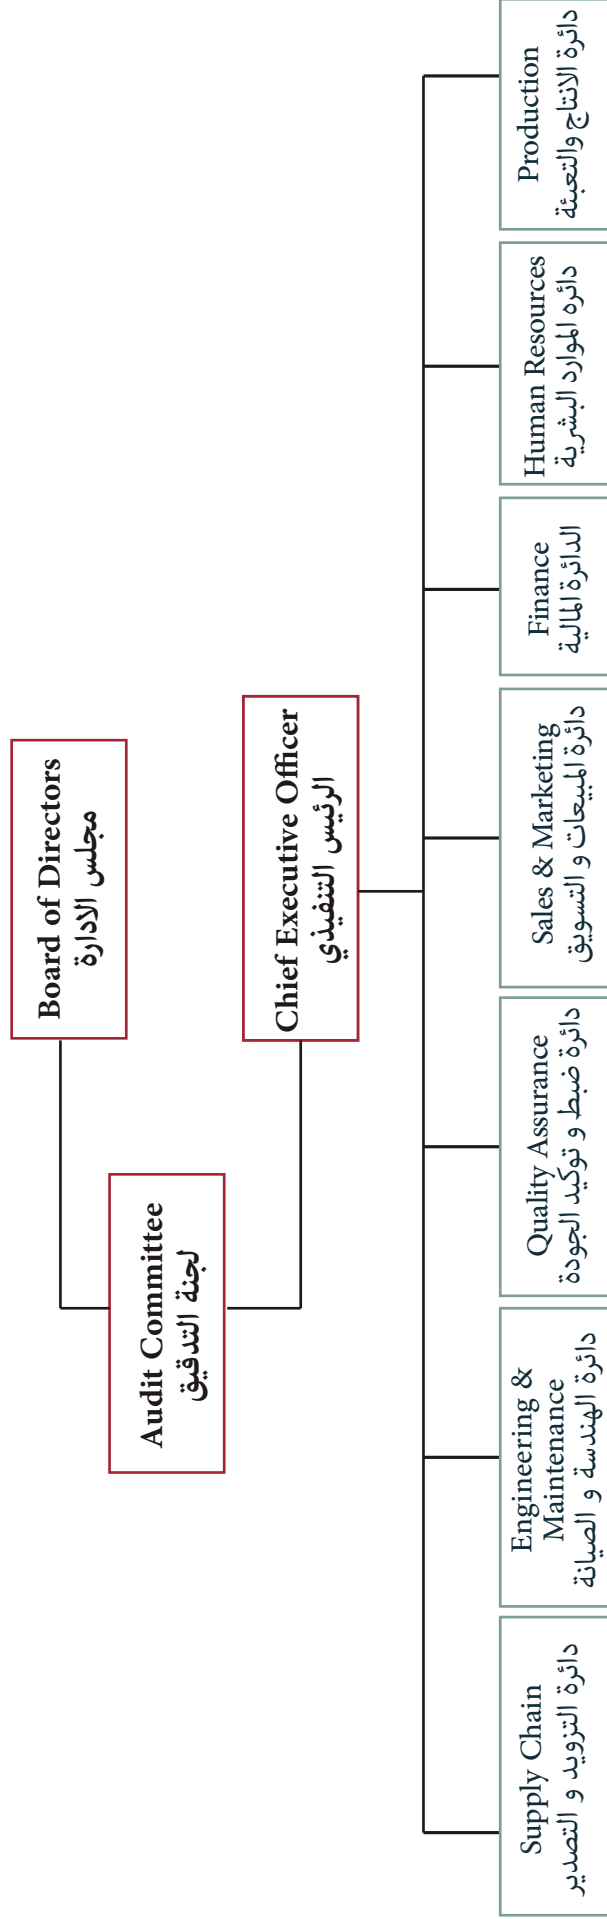 Board of Directors
مجلس الادارة
Audit Committee
لجنة التدقيق
Chief Executive Officer
الرئيس التنفيذي
Supply Chain
دائرة التزويد و التصدير
Engineering &
Maintenance
دائرة الهندسة و الصيانة
Quality Assurance
دائرة ضبط و توكيد الجودة
Sales & Marketing
دائرة المبيعات و التسويق
Finance
الدائرة المالية
Human Resources
دائره الموارد البشرية
Production
دائرة الانتاج والتعبئة